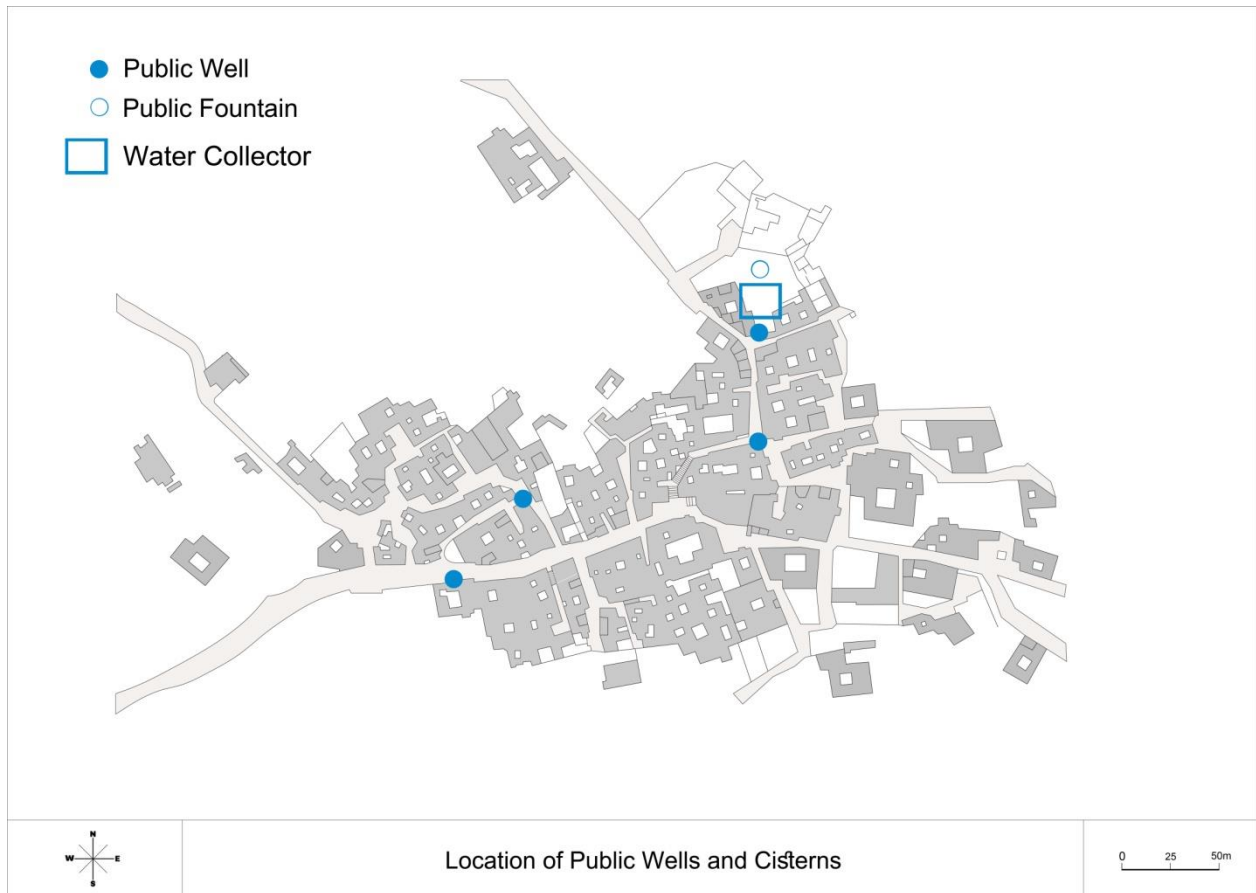 Public Well
Public Fountain
Water Collector
N
W E
S
Location of Public Wells and Cisterns
0 25 50m